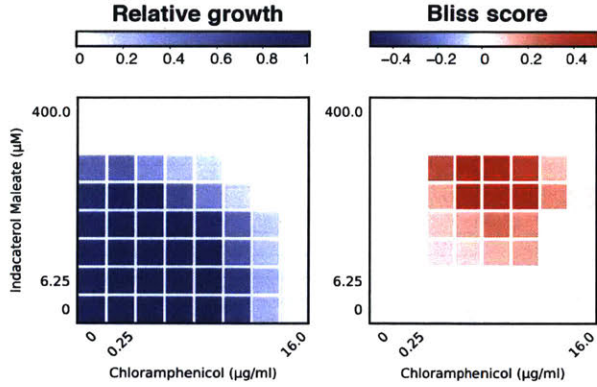 Relative growth
Bliss score
0 0.2 0.4 0.6 0.8 1
−0.4 −0.2 0 0.2 0.4
Indacaterol Maleate (µM)
400.0
6.25
0
400.0
6.25
0
0 0.25 16.0
0 0.25 16.0
Chloramphenicol (µg/ml)
Chloramphenicol (µg/ml)